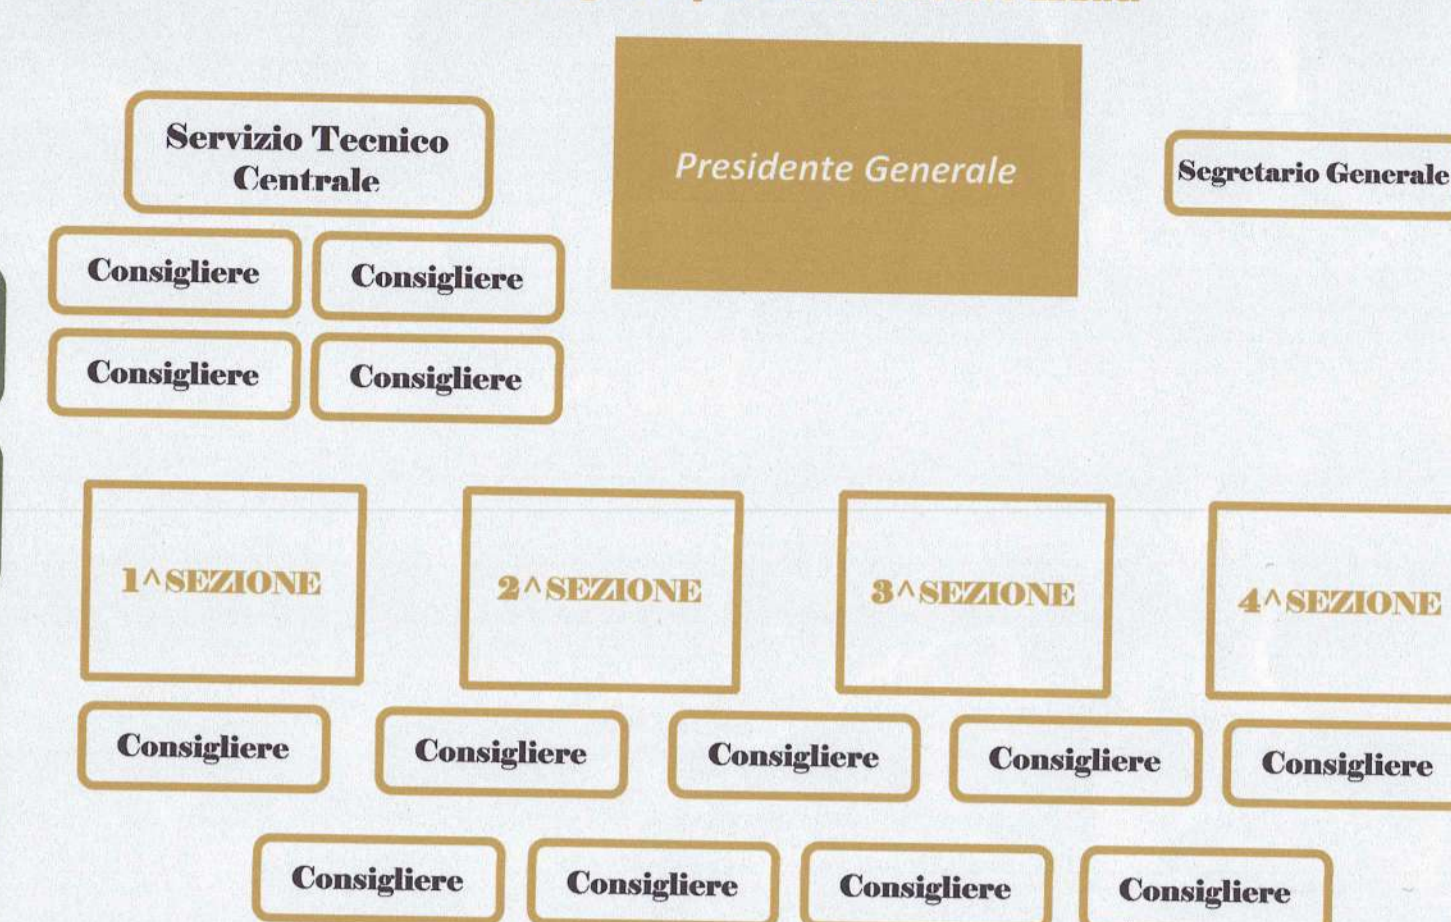 Servizio Tecnico
Centrale
Presidente Generale
Segretario Generale
Consigliere
Consigliere
Consigliere
Consigliere
1^SEZIONE
2^SEZIONE
3^SEZIONE
4^SEZIONE
Consigliere
Consigliere
Consigliere
Consigliere
Consigliere
Consigliere
Consigliere
Consigliere
Consigliere